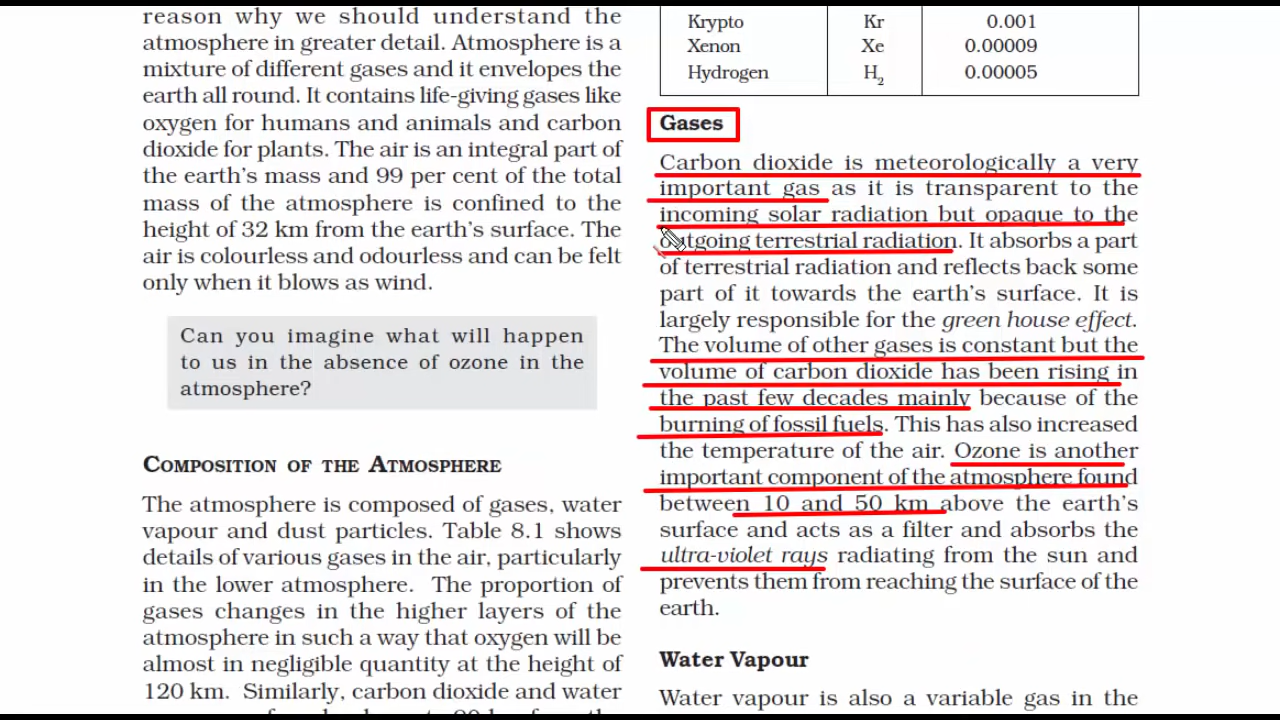 reason why we should understand the
atmosphere in greater detail. Atmosphere is a
mixture of different gases and it envelopes the
earth all round. It contains life-giving gases like
oxygen for humans and animals and carbon
dioxide for plants. The air is an integral part of
the earth's mass and 99 per cent of the total
mass of the atmosphere is confined to the
height of 32 km from the earth's surface. The
air is colourless and odourless and can be felt
only when it blows as wind.
Can you imagine what will happen
to us in the absence of ozone in the
atmosphere?
COMPOSITION OF THE ATMOSPHERE
The atmosphere is composed of gases, water
vapour and dust particles. Table 8.1 shows
details of various gases in the air, particularly
in the lower atmosphere. The proportion of
gases changes in the higher layers of the
atmosphere in such a way that oxygen will be
almost in negligible quantity at the height of
120 km. Similarly, carbon dioxide and water
Krypto Kr 0.001
Xenon Xe 0.00009
Hydrogen H2 0.00005
Gases
Carbon dioxide is meteorologically a very
important gas as it is transparent to the
incoming solar radiation but opaque to the
outgoing terrestrial radiation. It absorbs a part
of terrestrial radiation and reflects back some
part of it towards the earth's surface. It is
largely responsible for the green house effect.
The volume of other gases is constant but the
volume of carbon dioxide has been rising in
the past few decades mainly because of the
burning of fossil fuels. This has also increased
the temperature of the air. Ozone is another
important component of the atmosphere found
between 10 and 50 km above the earth's
surface and acts as a filter and absorbs the
ultra-violet rays radiating from the sun and
prevents them from reaching the surface of the
earth.
Water Vapour
Water vapour is also a variable gas in the